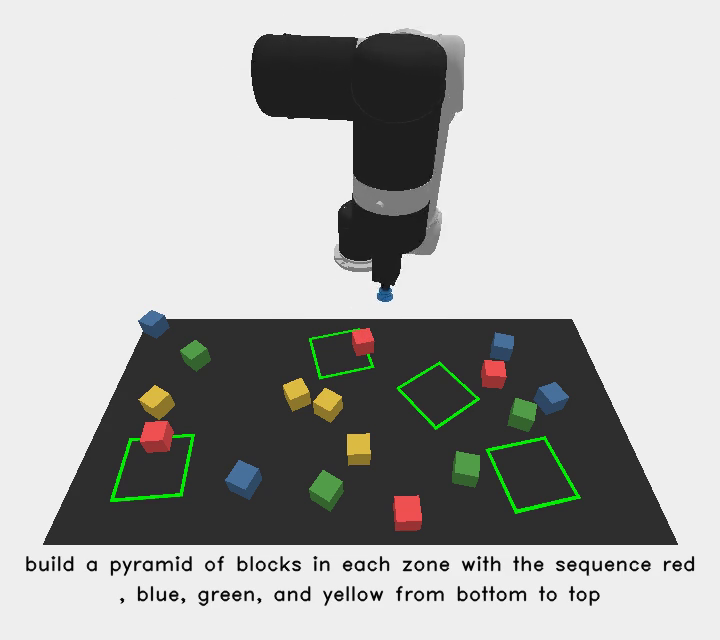 build a pyramid of blocks in each zone with the sequence red
, blue, green, and yellow from bottom to top